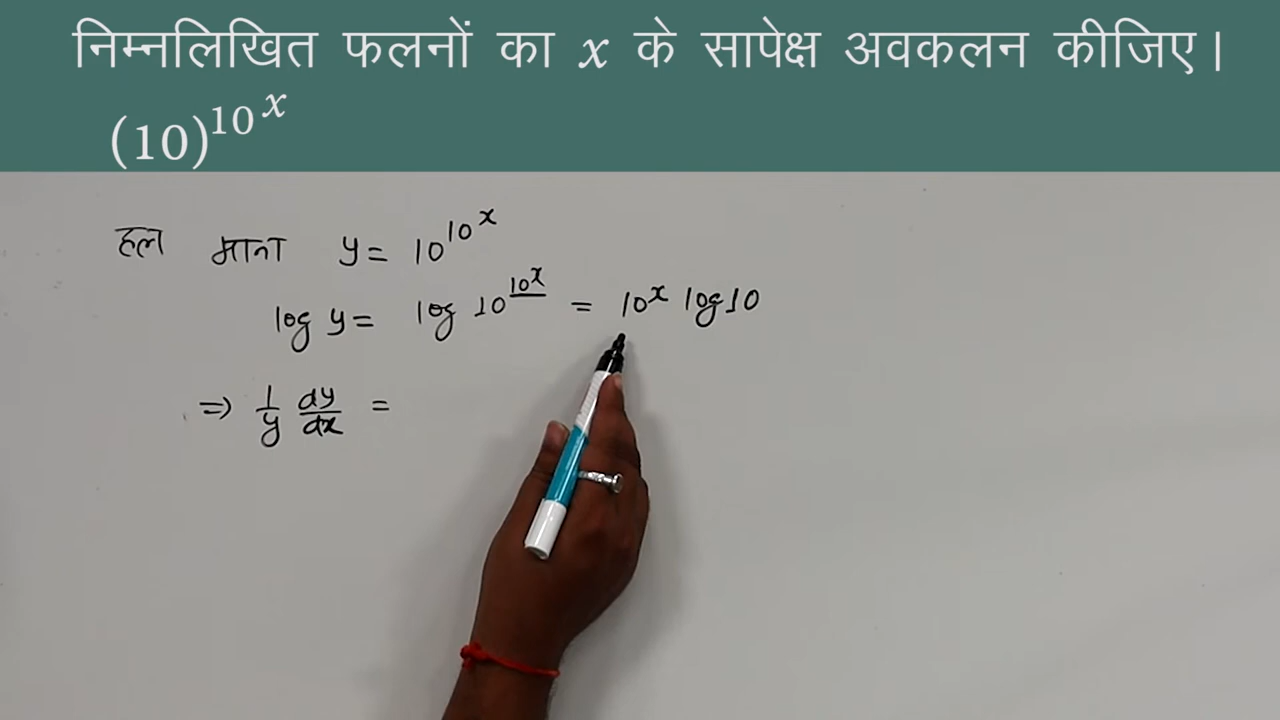 निम्नलिखित फलनों का x के सापेक्ष अवकलन कीजिए।
(10)^10^x
हल माना y = 10^10^x
log y = log 10^10^x = 10^x log 10
⇒ 1/y dy/dx =